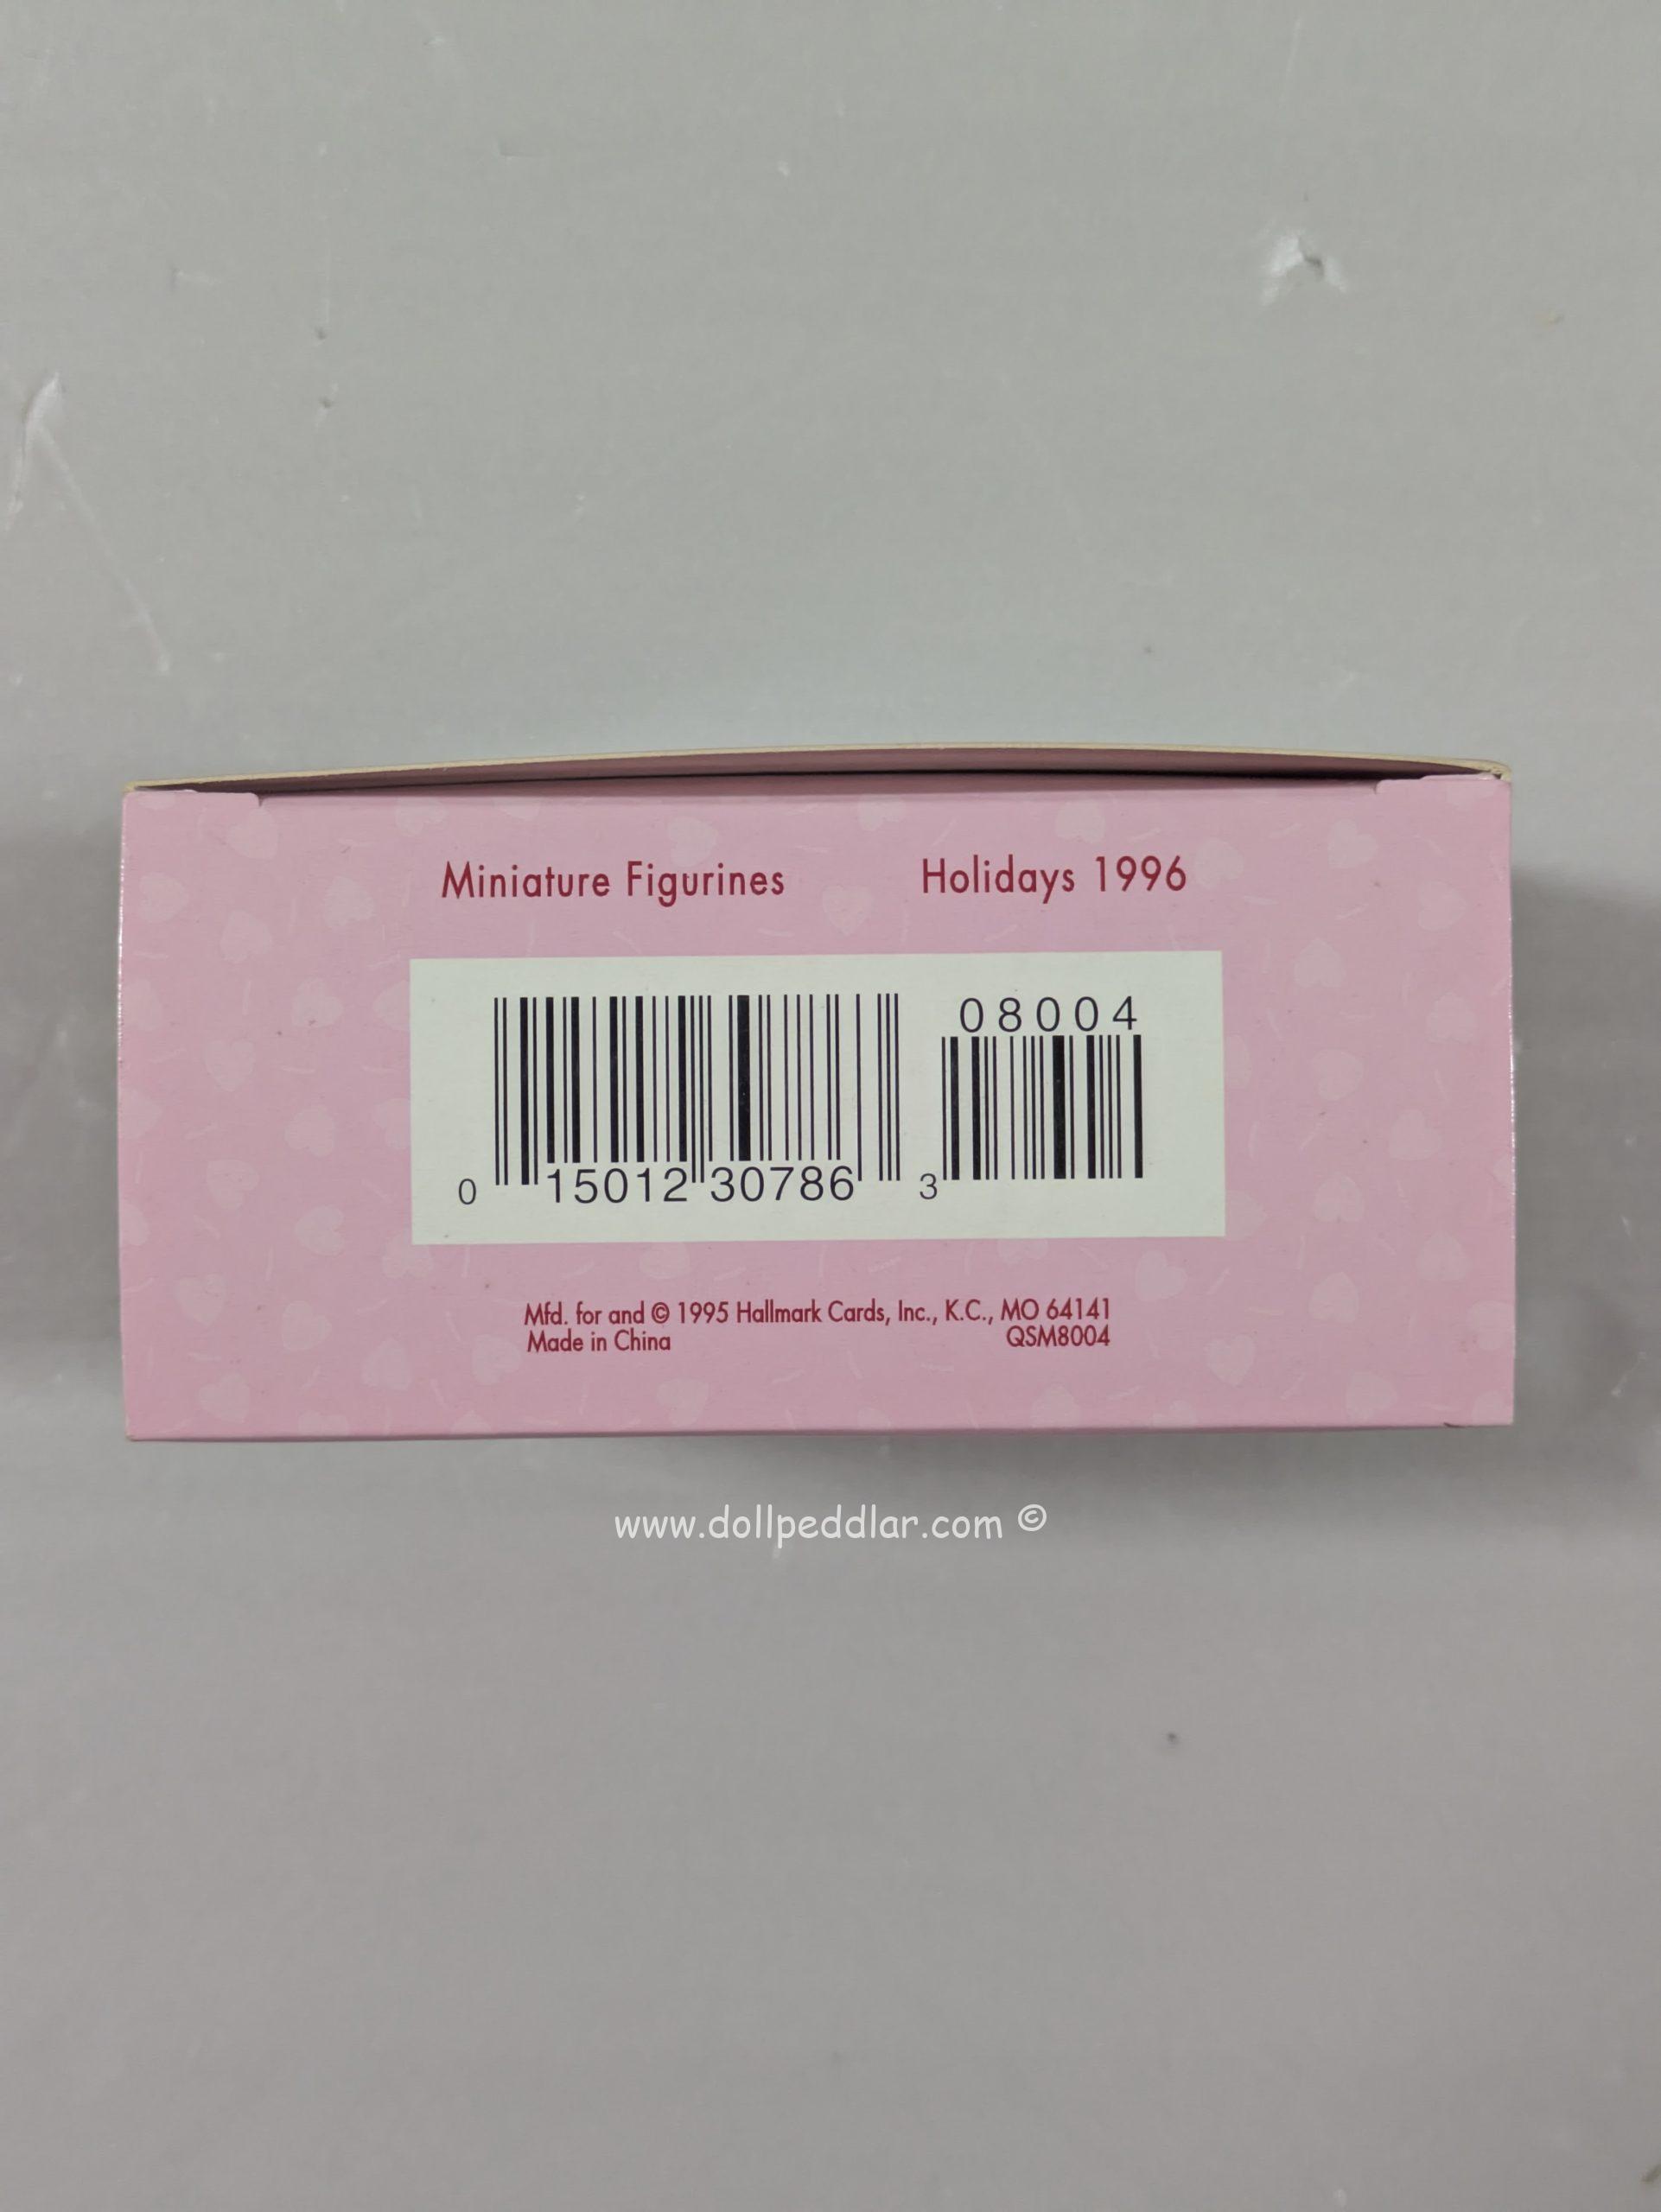 Miniature Figurines Holidays 1996
08004
0 15012 30786 3
Mfd. for and © 1995 Hallmark Cards, Inc., K.C., MO 64141
Made in China QSM8004
www.dollpeddlar.com ©